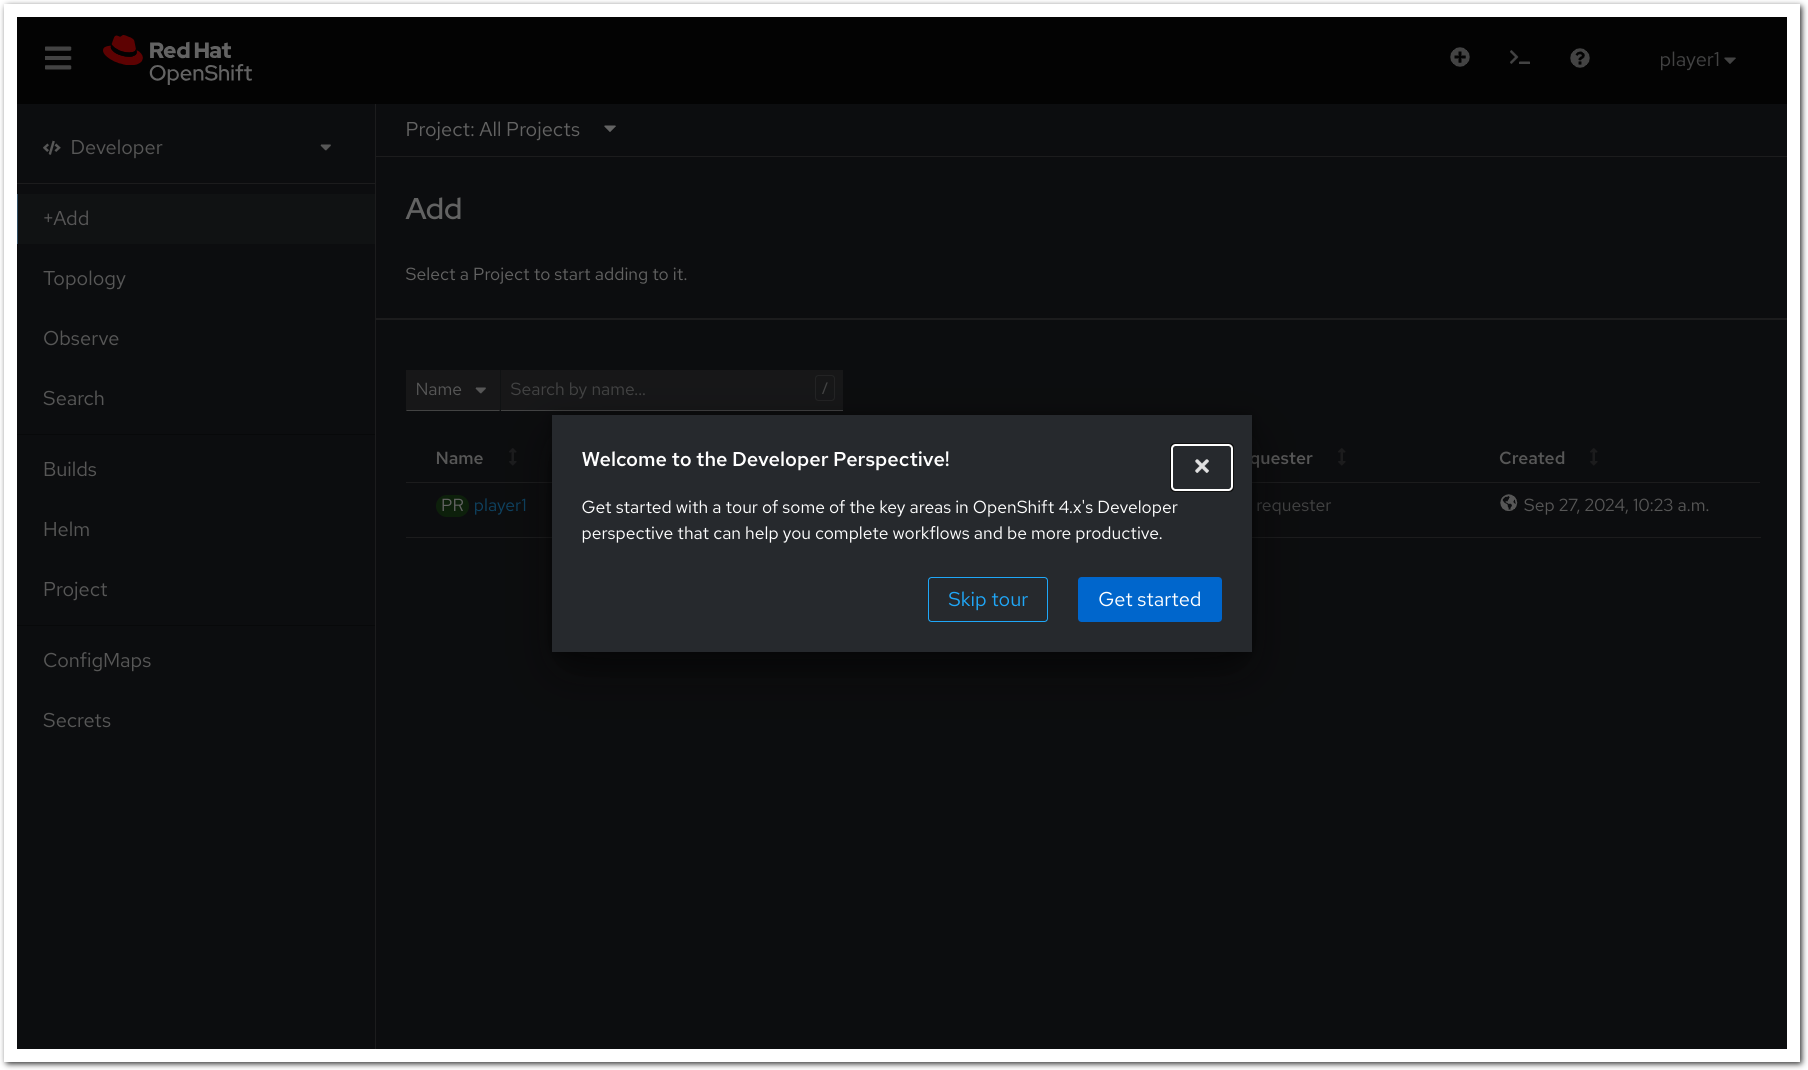 Red Hat
OpenShift
player1
Developer
Project: All Projects
+Add
Topology
Observe
Search
Builds
Helm
Project
ConfigMaps
Secrets
Add
Select a Project to start adding to it.
Name
Search by name...
/
Name
quester
Created
PR player1
requester
Sep 27, 2024, 10:23 a.m.
Welcome to the Developer Perspective!
Get started with a tour of some of the key areas in OpenShift 4.x's Developer
perspective that can help you complete workflows and be more productive.
Skip tour
Get started